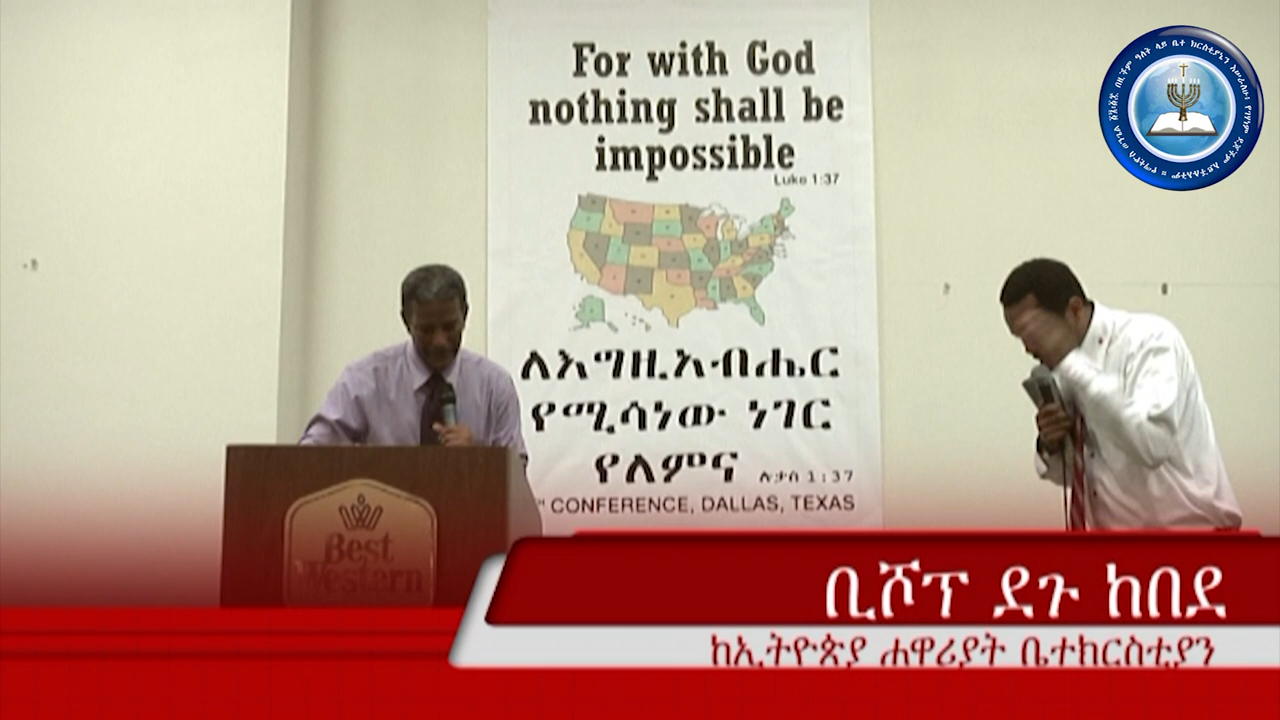 For with God
nothing shall be
impossible
Luke 1:37
ለእግዚአብሔር
የሚሳነው ነገር
የለምና ሉቃስ 1:37
CONFERENCE, DALLAS, TEXAS
Best
Western
ቢሾፕ ደጉ ከበደ
ከኢትዮጵያ ሐዋሪያት ቤተክርስቲያን